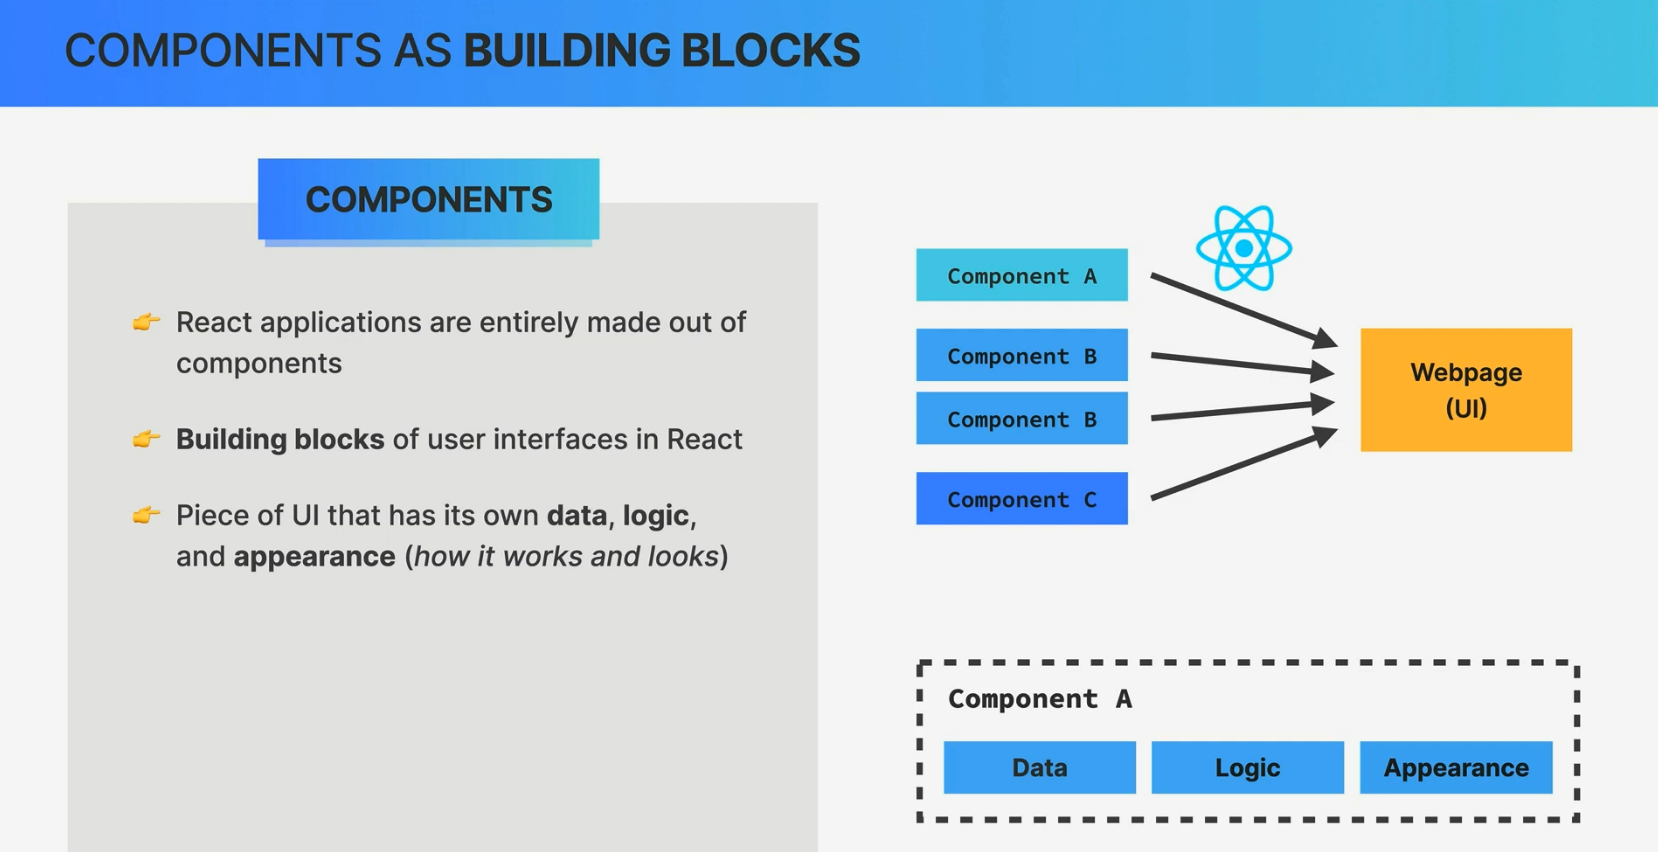 COMPONENTS AS BUILDING BLOCKS
COMPONENTS
React applications are entirely made out of
components
Building blocks of user interfaces in React
Piece of UI that has its own data, logic,
and appearance (how it works and looks)
Component A
Component B
Component B
Component C
Webpage
(UI)
Component A
Data
Logic
Appearance